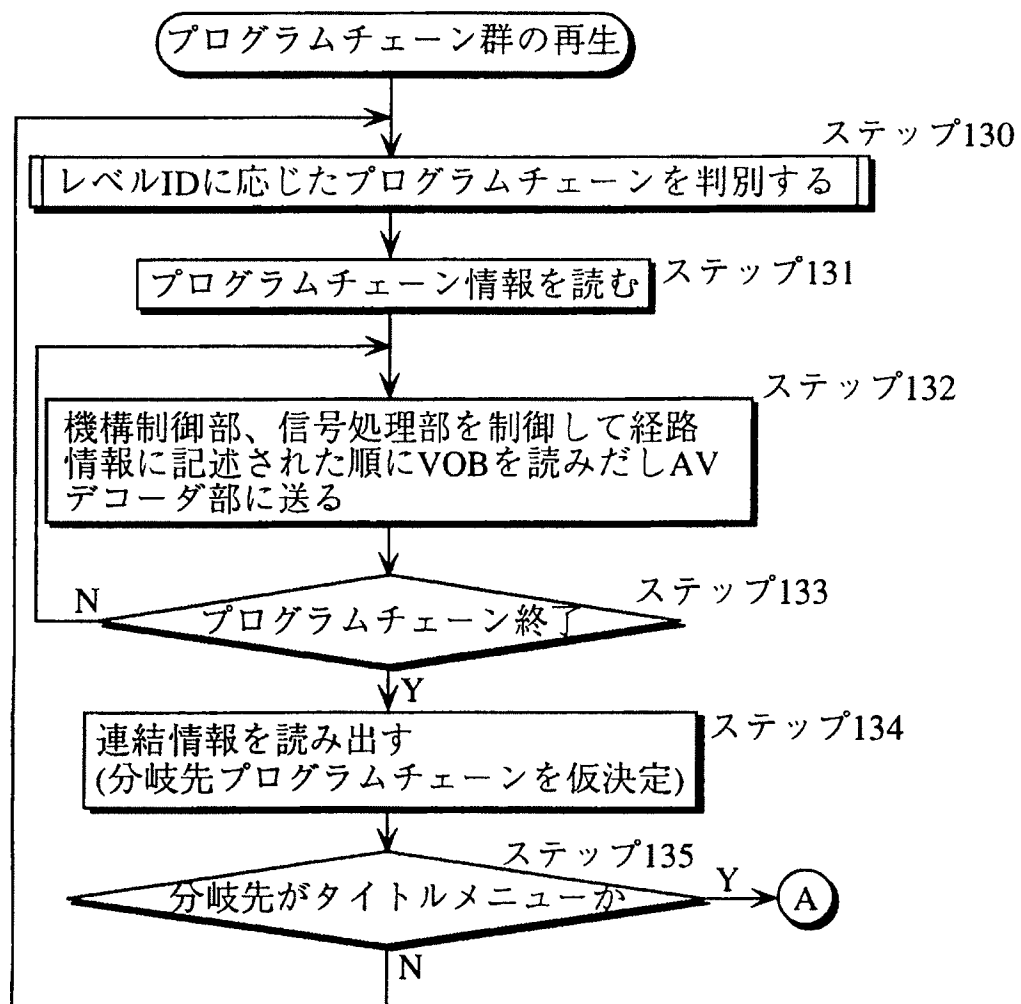 プログラムチェーン群の再生
ステップ130
レベルIDに応じたプログラムチェーンを判別する
プログラムチェーン情報を読む
ステップ131
ステップ132
機構制御部、信号処理部を制御して経路
情報に記述された順にVOBを読みだしAV
デコーダ部に送る
ステップ133
N
プログラムチェーン終了
Y
連結情報を読み出す
(分岐先プログラムチェーンを仮決定)
ステップ134
ステップ135
分岐先がタイトルメニューか
Y
A
N